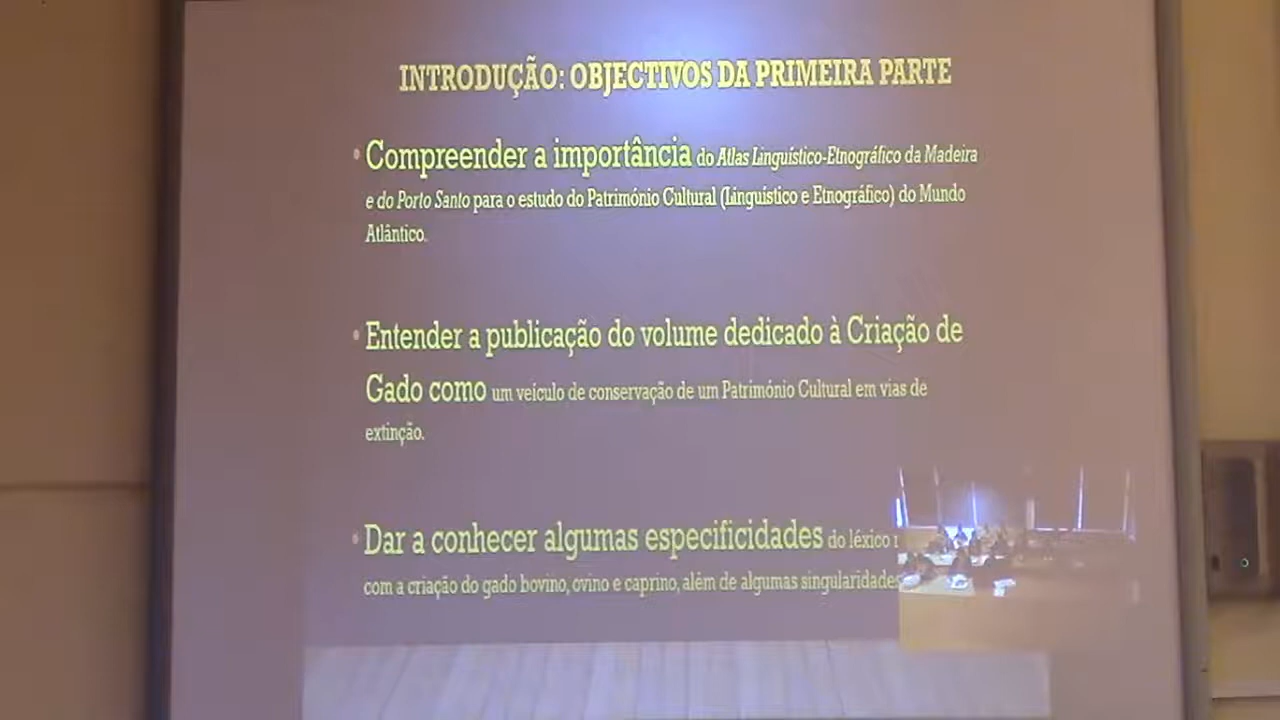 INTRODUÇÃO: OBJECTIVOS DA PRIMEIRA PARTE
• Compreender a importância do Atlas Linguístico-Etnográfico da Madeira
e do Porto Santo para o estudo do Património Cultural (Linguístico e Etnográfico) do Mundo
Atlântico.
• Entender a publicação do volume dedicado à Criação de
Gado como um veículo de conservação de um Património Cultural em vias de
extinção.
• Dar a conhecer algumas especificidades do léxico
com a criação do gado bovino, ovino e caprino, além de algumas singularidades